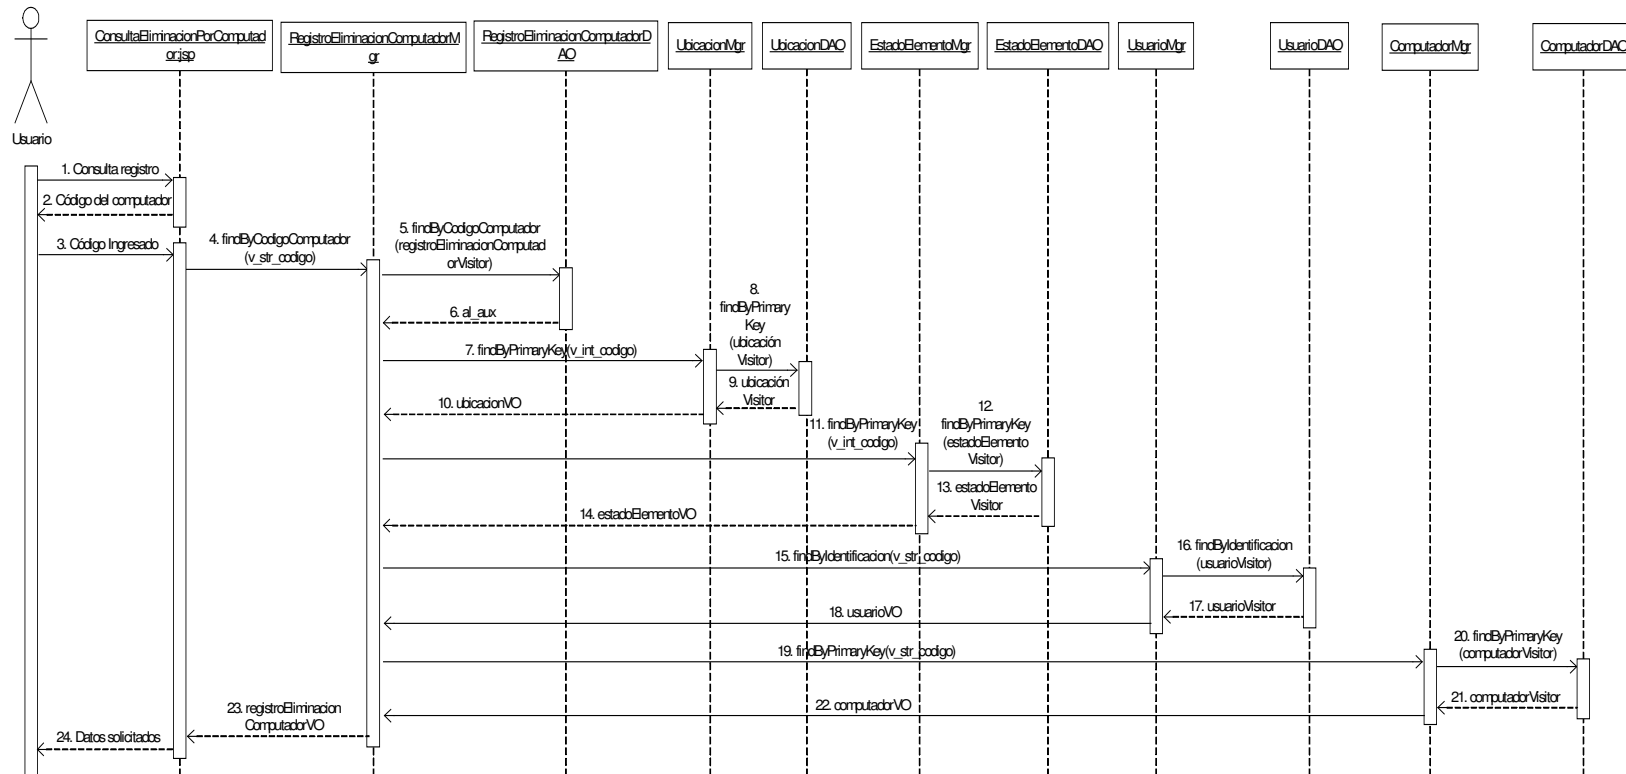 ConsultaEliminacionPorComputad
or.jsp
RegistroEliminacionComputadorM
gr
RegistroEliminacionComputadorD
AO
UbicacionMgr
UbicacionDAO
EstadoElementoMgr
EstadoElementoDAO
UsuarioMgr
UsuarioDAO
ComputadorMgr
ComputadorDAO
Usuario
1. Consulta registro
2. Código del computador
3. Código Ingresado
4. findByCodigoComputador
(v_str_codigo)
5. findByCodigoComputador
(registroEliminacionComputad
orVisitor)
6. al_aux
7. findByPrimaryKey(v_int_codigo)
8.
findByPrimary
Key
(ubicación
Visitor)
9. ubicación
Visitor
10. ubicacionVO
11. findByPrimaryKey
(v_int_codigo)
12.
findByPrimaryKey
(estadoElemento
Visitor)
13. estadoElemento
Visitor
14. estadoElementoVO
15. findByIdentificacion(v_str_codigo)
16. findByIdentificacion
(usuarioVisitor)
17. usuarioVisitor
18. usuarioVO
19. findByPrimaryKey(v_str_codigo)
20. findByPrimaryKey
(computadorVisitor)
21. computadorVisitor
22. computadorVO
23. registroEliminacion
ComputadorVO
24. Datos solicitados